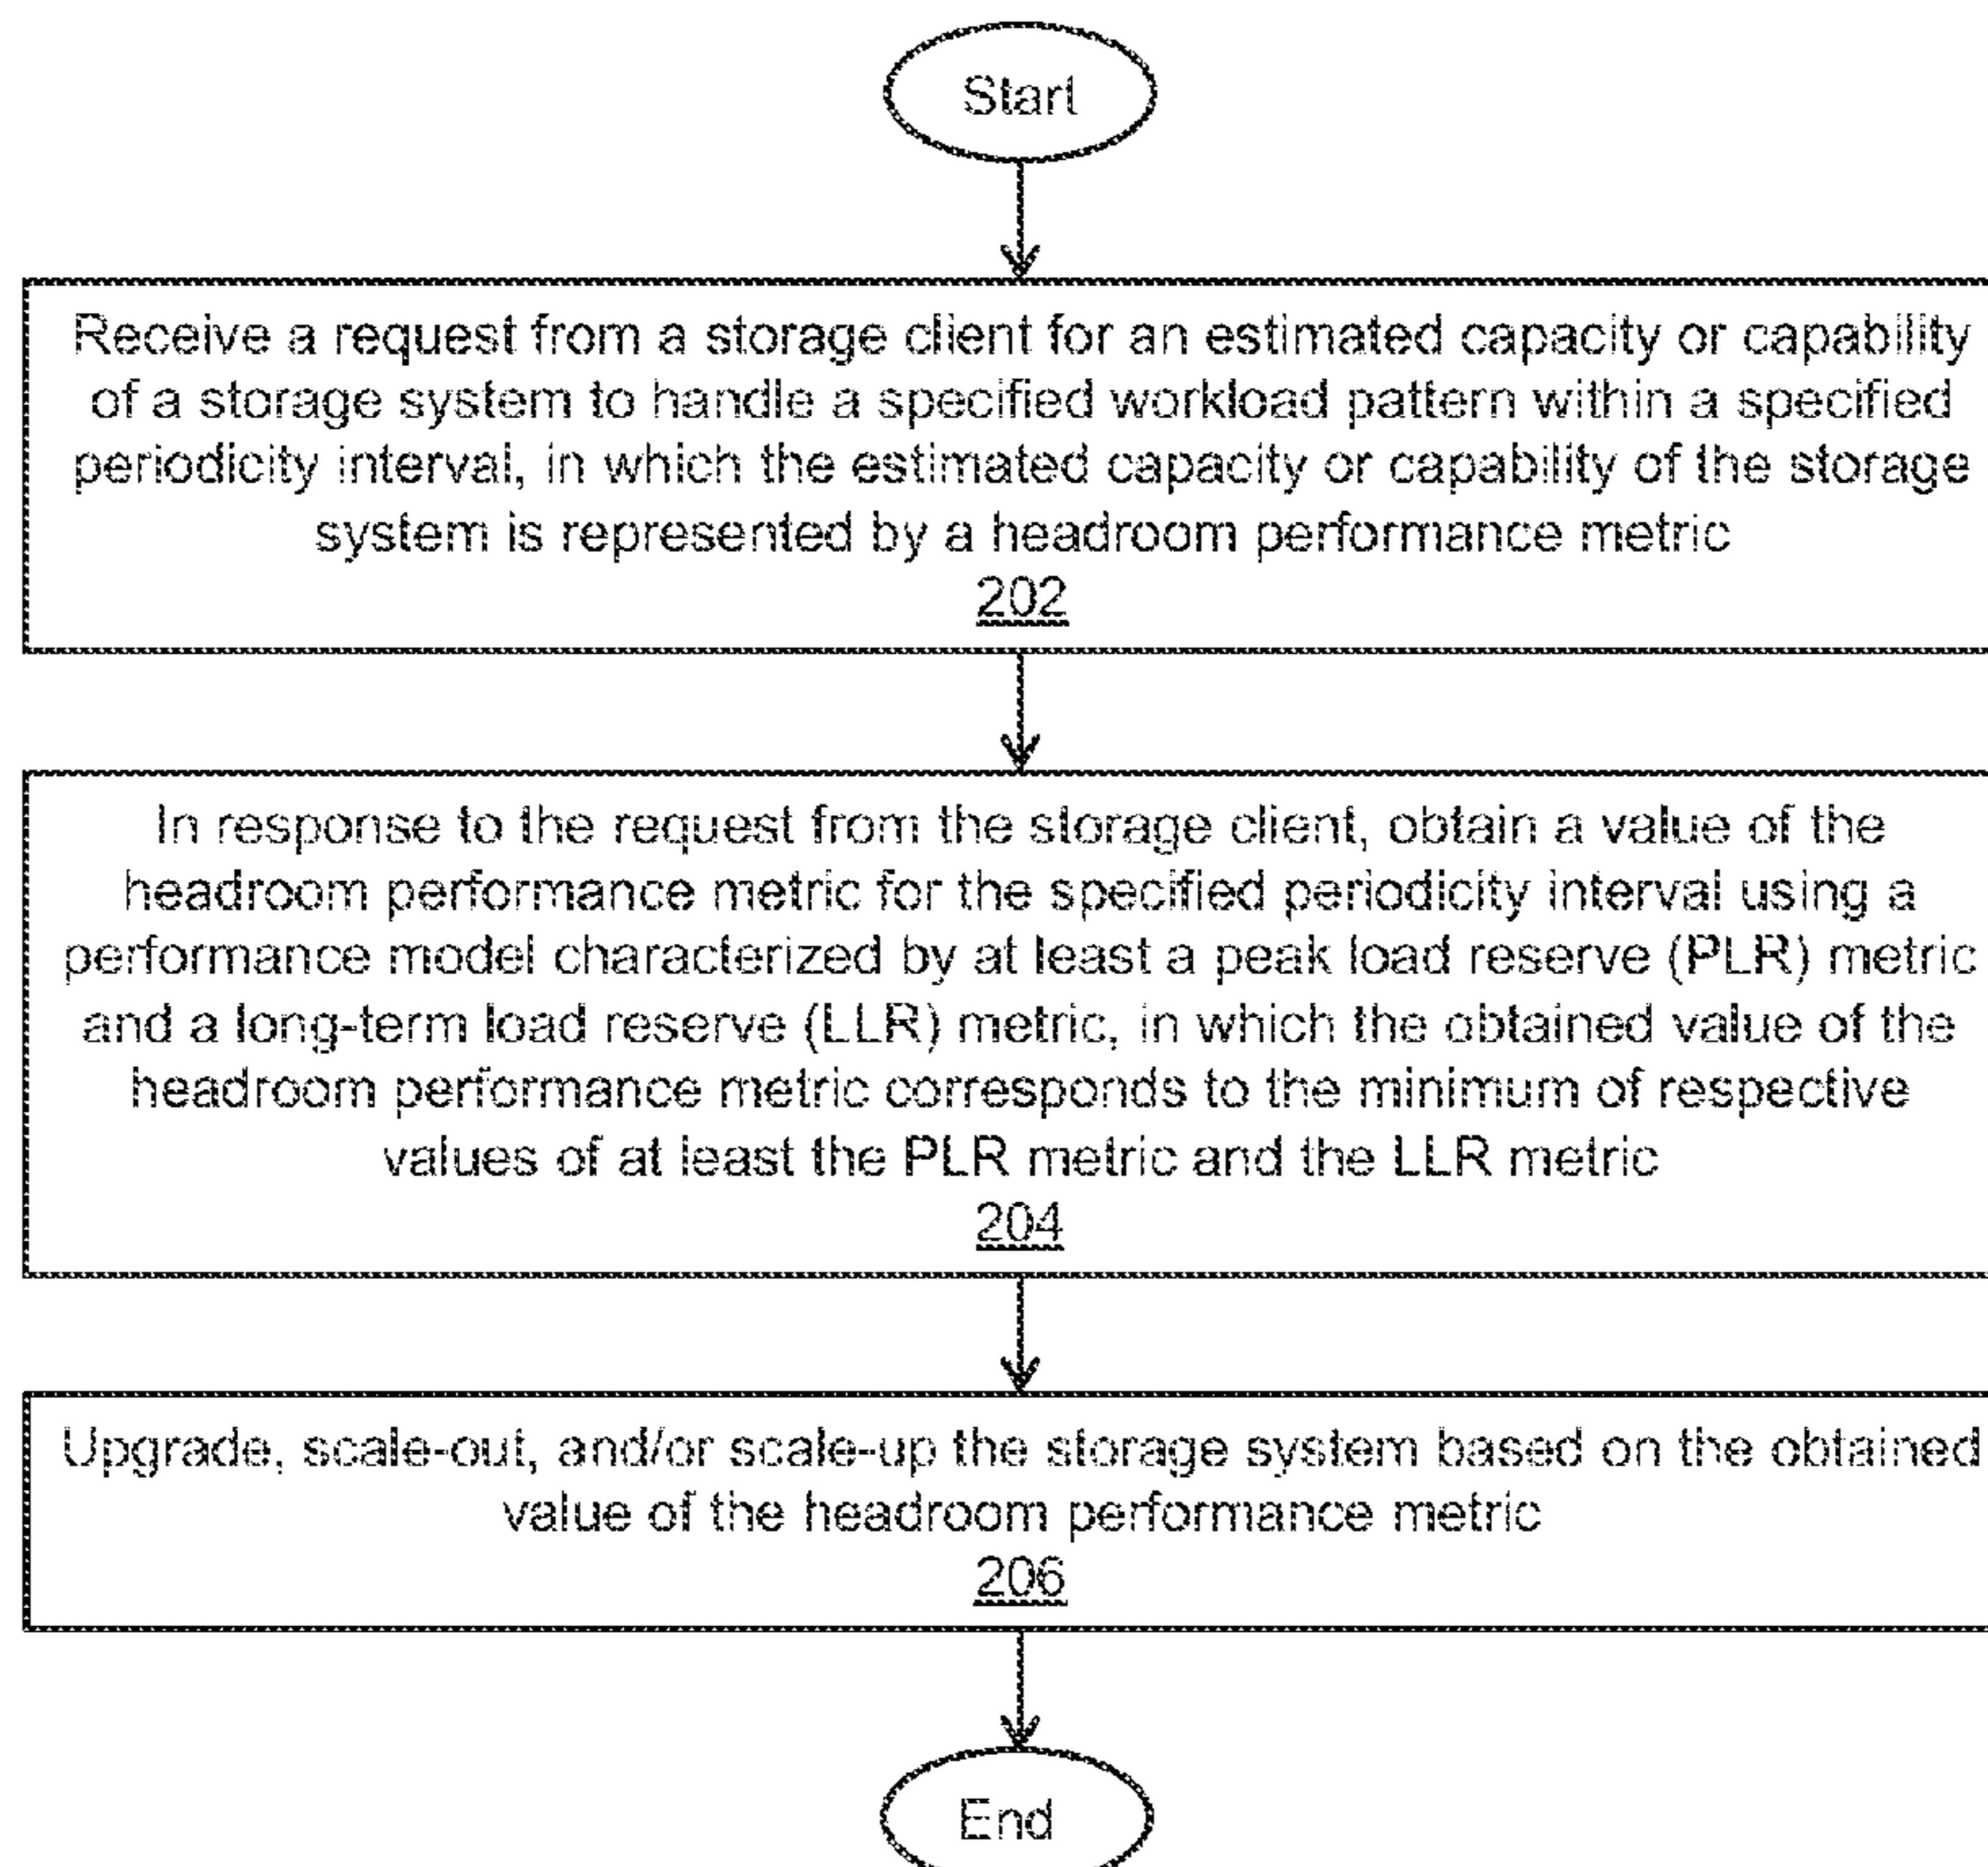 Start
Receive a request from a storage client for an estimated capacity or capability
of a storage system to handle a specified workload pattern within a specified
periodicity interval, in which the estimated capacity or capability of the storage
system is represented by a headroom performance metric
202
In response to the request from the storage client, obtain a value of the
headroom performance metric for the specified periodicity interval using a
performance model characterized by at least a peak load reserve (PLR) metric
and a long-term load reserve (LLR) metric, in which the obtained value of the
headroom performance metric corresponds to the minimum of respective
values of at least the PLR metric and the LLR metric
204
Upgrade, scale-out, and/or scale-up the storage system based on the obtained
value of the headroom performance metric
206
End